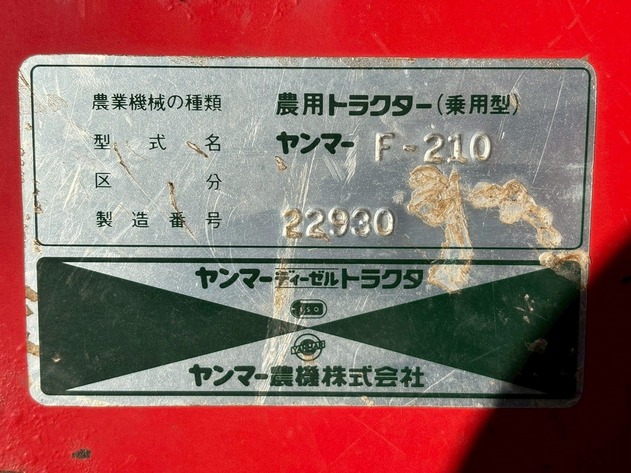 農業機械の種類 農用トラクター(乗用型)
型式名 ヤンマー F-210
区分
製造番号 22930
ヤンマーディーゼルトラクタ
ISO
YANMAR
ヤンマー農機株式会社